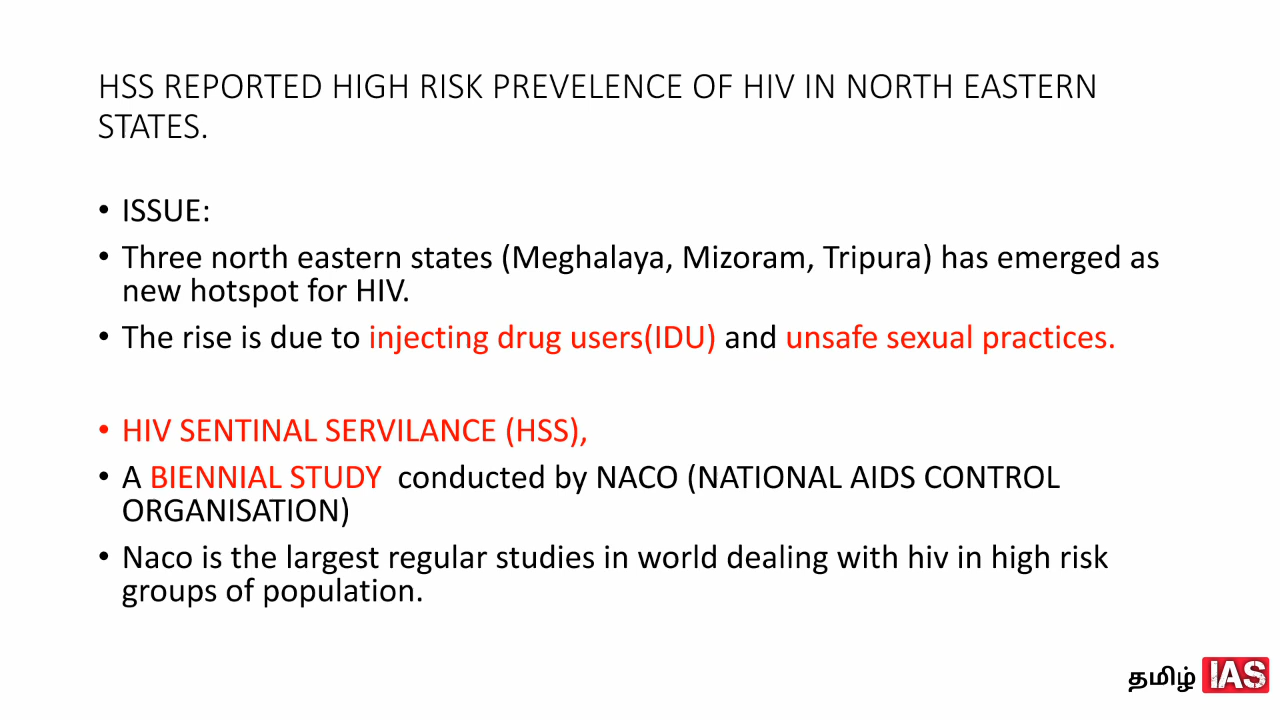 HSS REPORTED HIGH RISK PREVELENCE OF HIV IN NORTH EASTERN
STATES.
• ISSUE:
• Three north eastern states (Meghalaya, Mizoram, Tripura) has emerged as
new hotspot for HIV.
• The rise is due to injecting drug users(IDU) and unsafe sexual practices.
• HIV SENTINAL SERVILANCE (HSS),
• A BIENNIAL STUDY  conducted by NACO (NATIONAL AIDS CONTROL
ORGANISATION)
• Naco is the largest regular studies in world dealing with hiv in high risk
groups of population.
தமிழ் IAS